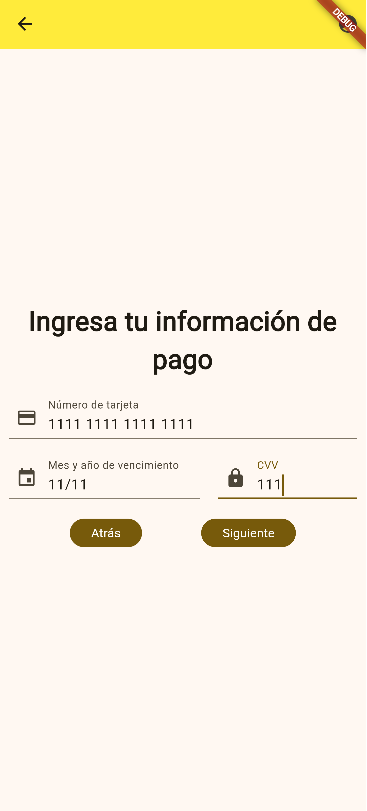 DEBUG
Ingresa tu información de
pago
Número de tarjeta
1111 1111 1111 1111
Mes y año de vencimiento
11/11
CVV
111
Atrás
Siguiente